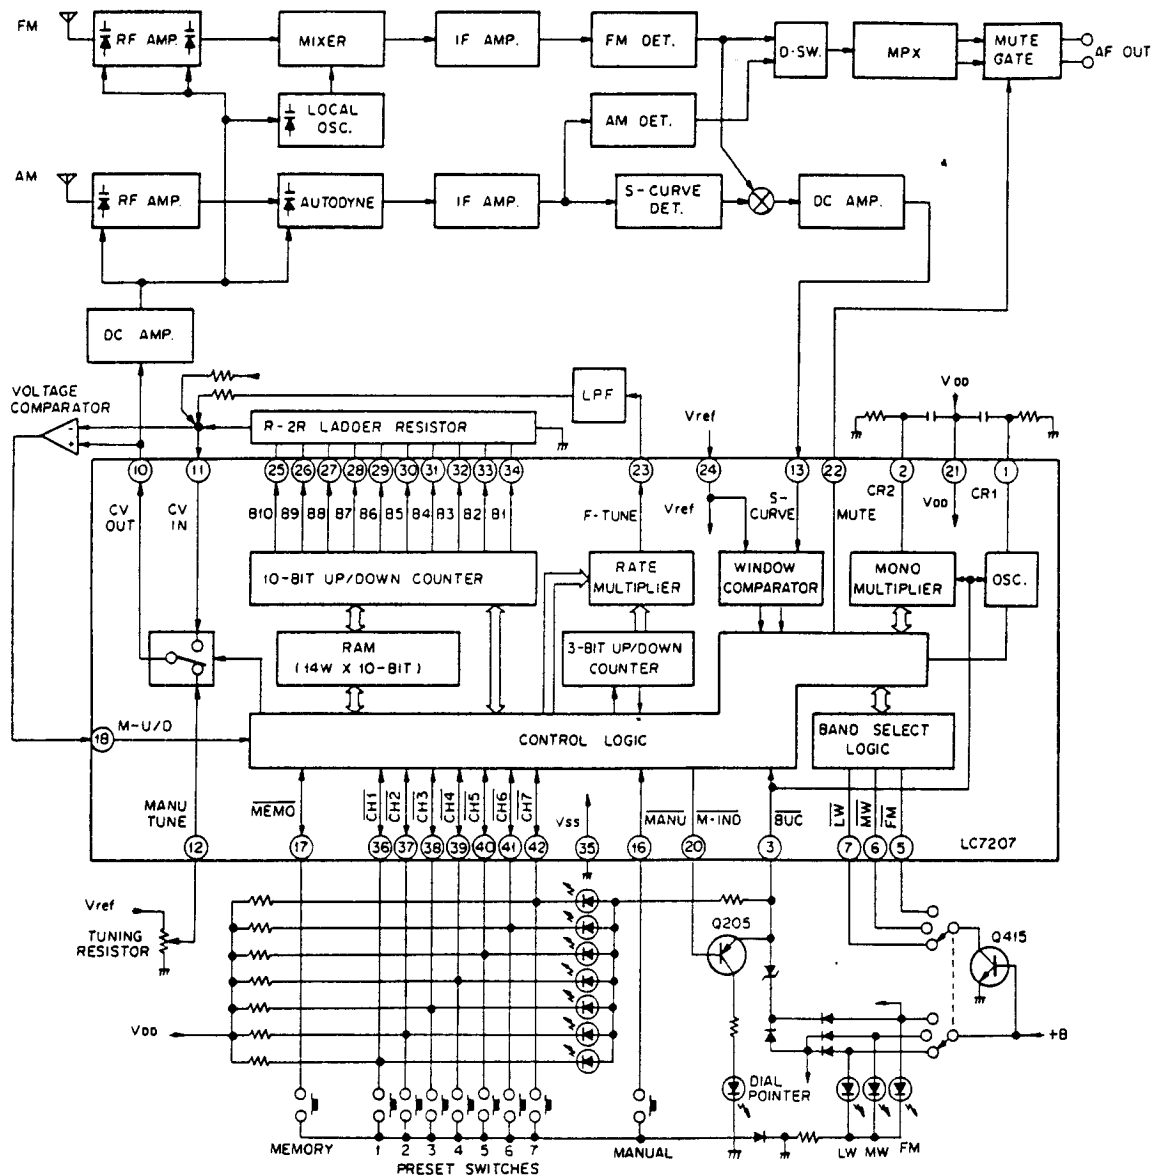 FM
RF AMP.
MIXER
IF AMP.
FM DET.
D-SW.
MPX
MUTE
GATE
AF OUT
LOCAL
OSC.
AM DET.
AM
RF AMP.
AUTODYNE
IF AMP.
S-CURVE
DET.
DC AMP.
DC AMP.
VOLTAGE
COMPARATOR
LPF
Vref
VDD
R-2R LADDER RESISTOR
-
+
10
11
25
26
27
28
29
30
31
32
33
34
23
24
13
22
2
21
1
CV
OUT
CV
IN
B10
B9
B8
B7
B6
B5
B4
B3
B2
B1
F-TUNE
Vref
S-
CURVE
MUTE
CR2
VDD
CR1
10-BIT UP/DOWN COUNTER
RATE
MULTIPLIER
WINDOW
COMPARATOR
MONO
MULTIPLIER
OSC.
RAM
(14W X 10-BIT)
3-BIT UP/DOWN
COUNTER
18
M-U/D
CONTROL LOGIC
BAND SELECT
LOGIC
MANU
TUNE
MEMO
CH1
CH2
CH3
CH4
CH5
CH6
CH7
VSS
MANU
M-IND
BUC
LW
MW
FM
LC7207
12
17
36
37
38
39
40
41
42
35
16
20
3
7
6
5
Vref
TUNING
RESISTOR
Q205
Q415
VDD
+B
DIAL
POINTER
MEMORY
1
2
3
4
5
6
7
MANUAL
LW
MW
FM
PRESET SWITCHES